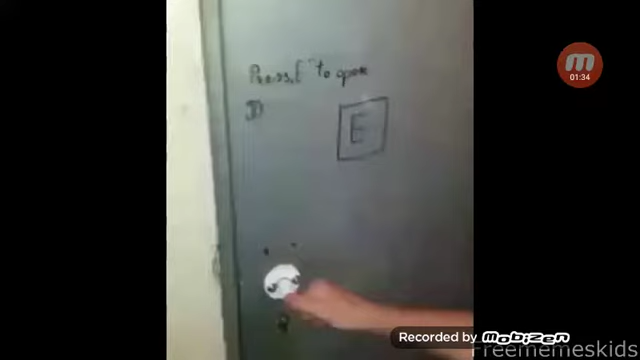 Press E to open
E
01:34
Recorded by MOBIZEN
Freememeskids